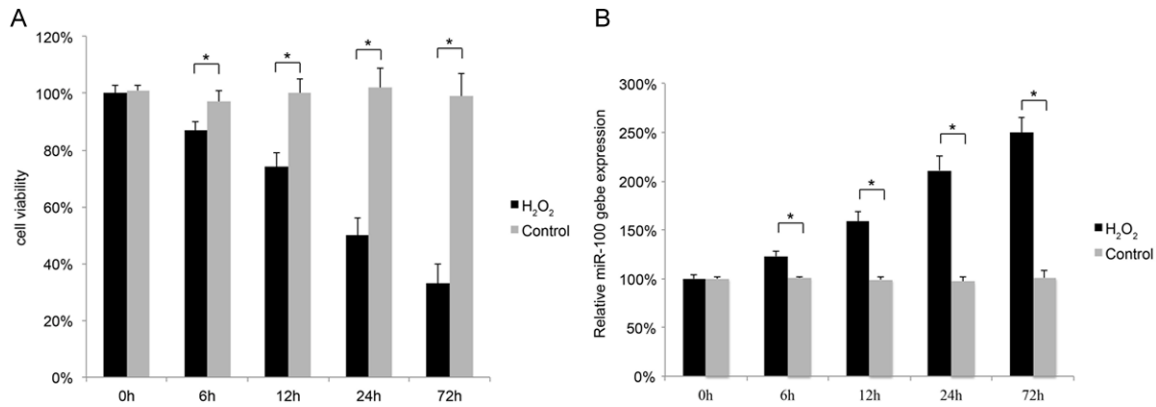 A
120%
100%
80%
60%
40%
20%
0%
cell viability
* * * *
0h 6h 12h 24h 72h
H₂O₂
Control
B
300%
250%
200%
150%
100%
50%
0%
Relative miR-100 gebe expression
* * * *
0h 6h 12h 24h 72h
H₂O₂
Control